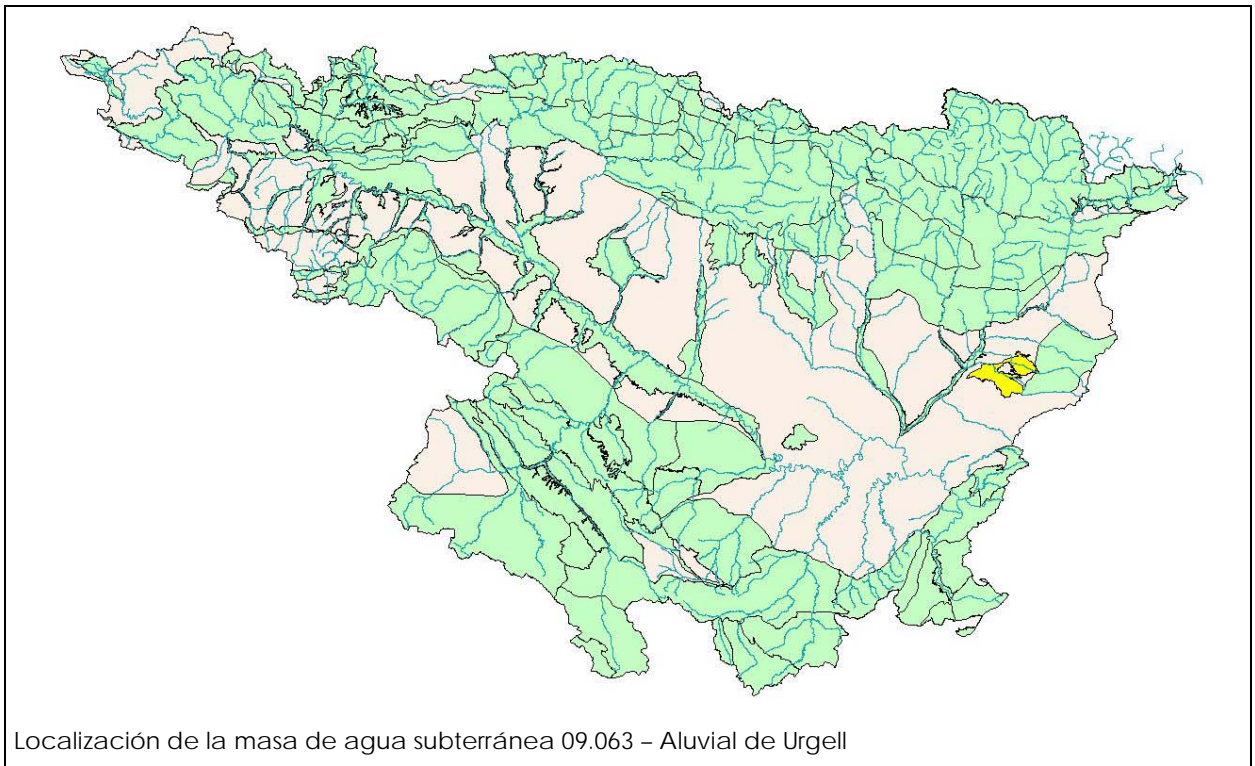 Localización de la masa de agua subterránea 09.063 – Aluvial de Urgell